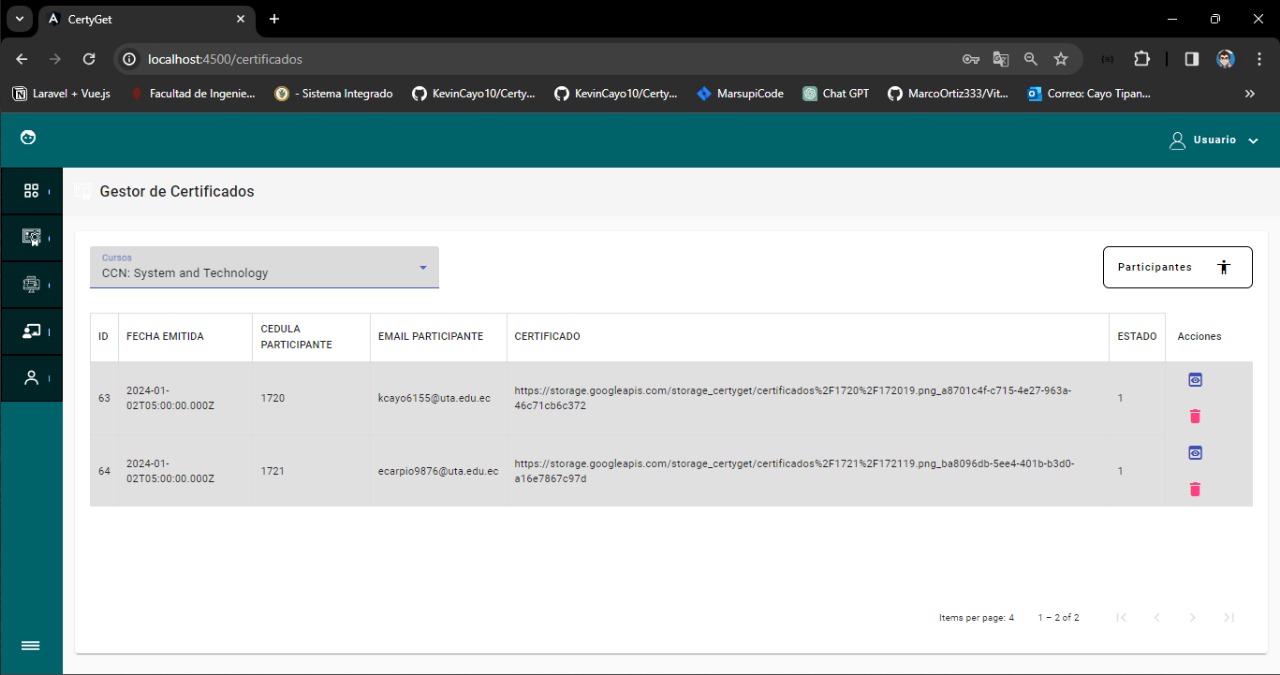 CertyGet
localhost:4500/certificados
Laravel + Vue.js
Facultad de Ingenie...
- Sistema Integrado
KevinCayo10/Certy...
KevinCayo10/Certy...
MarsupiCode
Chat GPT
MarcoOrtiz333/Vit...
Correo: Cayo Tipan...
Usuario
Gestor de Certificados
Cursos
CCN: System and Technology
Participantes
ID FECHA EMITIDA CEDULA PARTICIPANTE EMAIL PARTICIPANTE CERTIFICADO ESTADO Acciones
63 2024-01-02T05:00:00.000Z 1720 kcayo6155@uta.edu.ec https://storage.googleapis.com/storage_certyget/certificados%2F1720%2F172019.png_a8701c4f-c715-4e27-963a-46c71cb6c372 1
64 2024-01-02T05:00:00.000Z 1721 ecarpio9876@uta.edu.ec https://storage.googleapis.com/storage_certyget/certificados%2F1721%2F172119.png_ba8096db-5ee4-401b-b3d0-a16e7867c97d 1
Items per page: 4 1 – 2 of 2